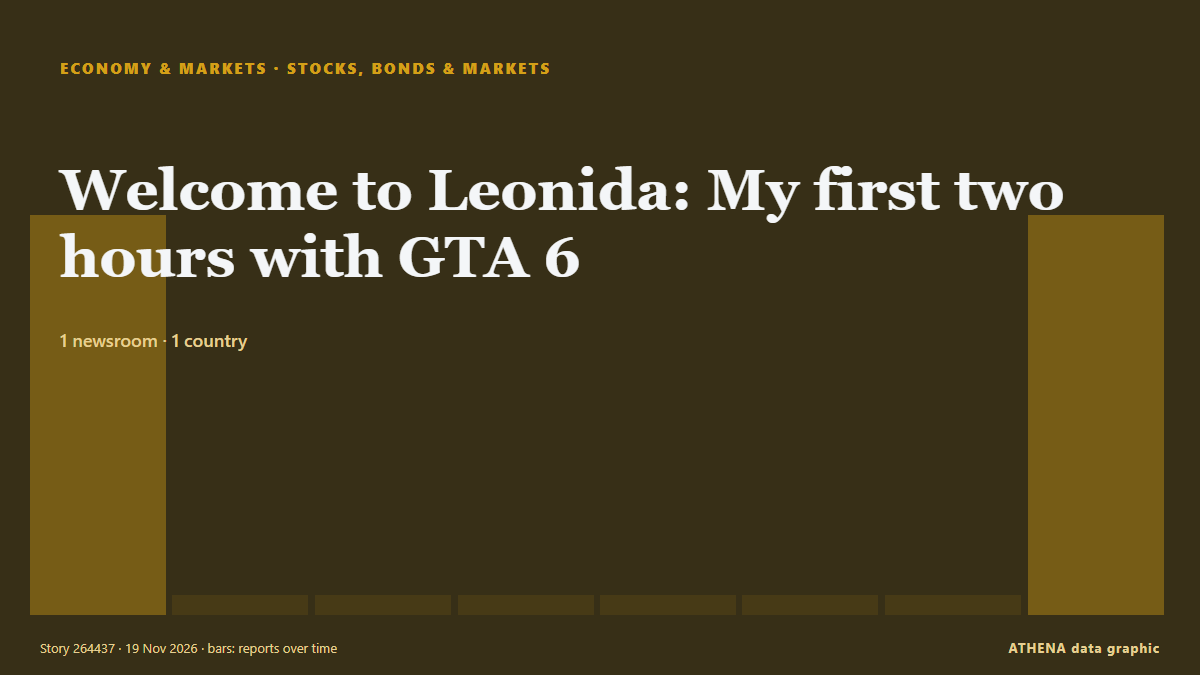 ECONOMY & MARKETS · STOCKS, BONDS & MARKETS
Welcome to Leonida: My first two
hours with GTA 6
1 newsroom · 1 country
Story 264437 · 19 Nov 2026 · bars: reports over time
ATHENA data graphic